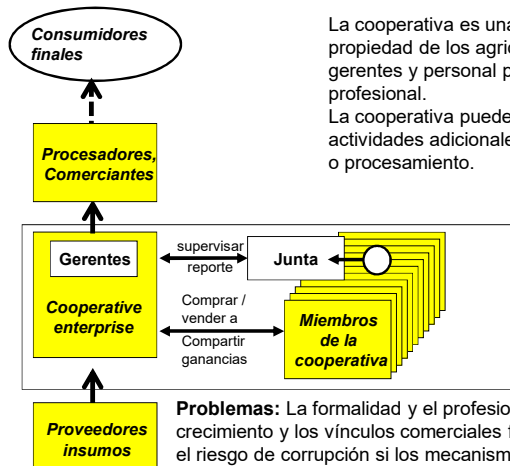 Consumidores
finales
La cooperativa es una
propiedad de los agric
gerentes y personal p
profesional.
La cooperativa puede
actividades adicionale
o procesamiento.
Procesadores,
Comerciantes
Gerentes
supervisar
reporte
Junta
Cooperative
enterprise
Comprar /
vender a
Compartir
ganancias
Miembros
de la
cooperativa
Proveedores
insumos
Problemas: La formalidad y el profesio
crecimiento y los vínculos comerciales f
el riesgo de corrupción si los mecanism